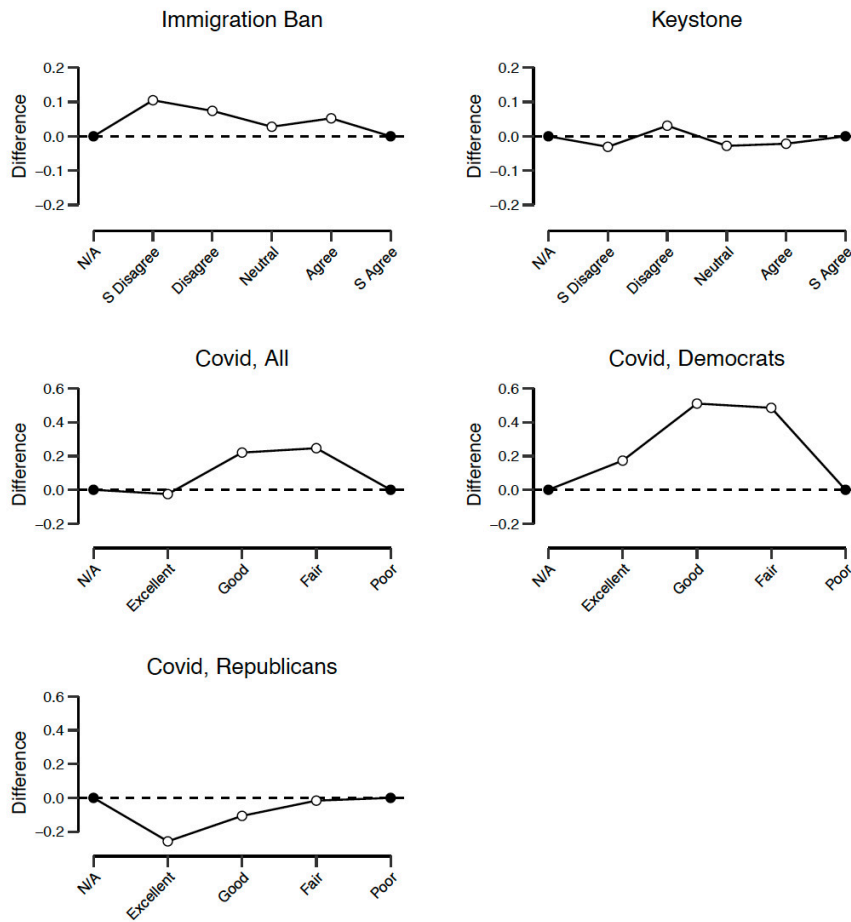 Immigration Ban
Difference
0.2
0.1
0.0
−0.1
−0.2
N/A
S Disagree
Disagree
Neutral
Agree
S Agree
Keystone
Difference
0.2
0.1
0.0
−0.1
−0.2
N/A
S Disagree
Disagree
Neutral
Agree
S Agree
Covid, All
Difference
0.6
0.4
0.2
0.0
−0.2
N/A
Excellent
Good
Fair
Poor
Covid, Democrats
Difference
0.6
0.4
0.2
0.0
−0.2
N/A
Excellent
Good
Fair
Poor
Covid, Republicans
Difference
0.6
0.4
0.2
0.0
−0.2
N/A
Excellent
Good
Fair
Poor